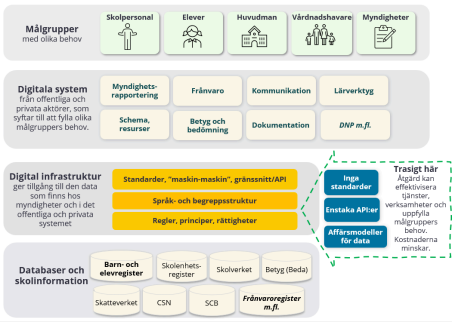 Målgrupper
med olika behov
Skolpersonal
Elever
Huvudman
Vårdnadshavare
Myndigheter
Digitala system
från offentliga och
privata aktörer, som
syftar till att fylla olika
målgruppers behov.
Myndighets-
rapportering
Frånvaro
Kommunikation
Lärverktyg
Schema,
resurser
Betyg och
bedömning
Dokumentation
DNP m.fl.
Digital infrastruktur
ger tillgång till den data
som finns hos
myndigheter och i det
offentliga och privata
systemet
Standarder, ”maskin-maskin”, gränssnitt/API
Språk- och begreppsstruktur
Regler, principer, rättigheter
Inga
standarder
Enstaka API:er
Affärsmodeller
för data
Trasigt här
Åtgärd kan
effektivisera
tjänster,
verksamheter och
uppfylla
målgruppers
behov.
Kostnaderna
minskar.
Databaser och
skolinformation
Barn- och
elevregister
Skolenhets-
register
Skolverket
Betyg (Beda)
Skatteverket
CSN
SCB
Frånvaroregister
m.fl.